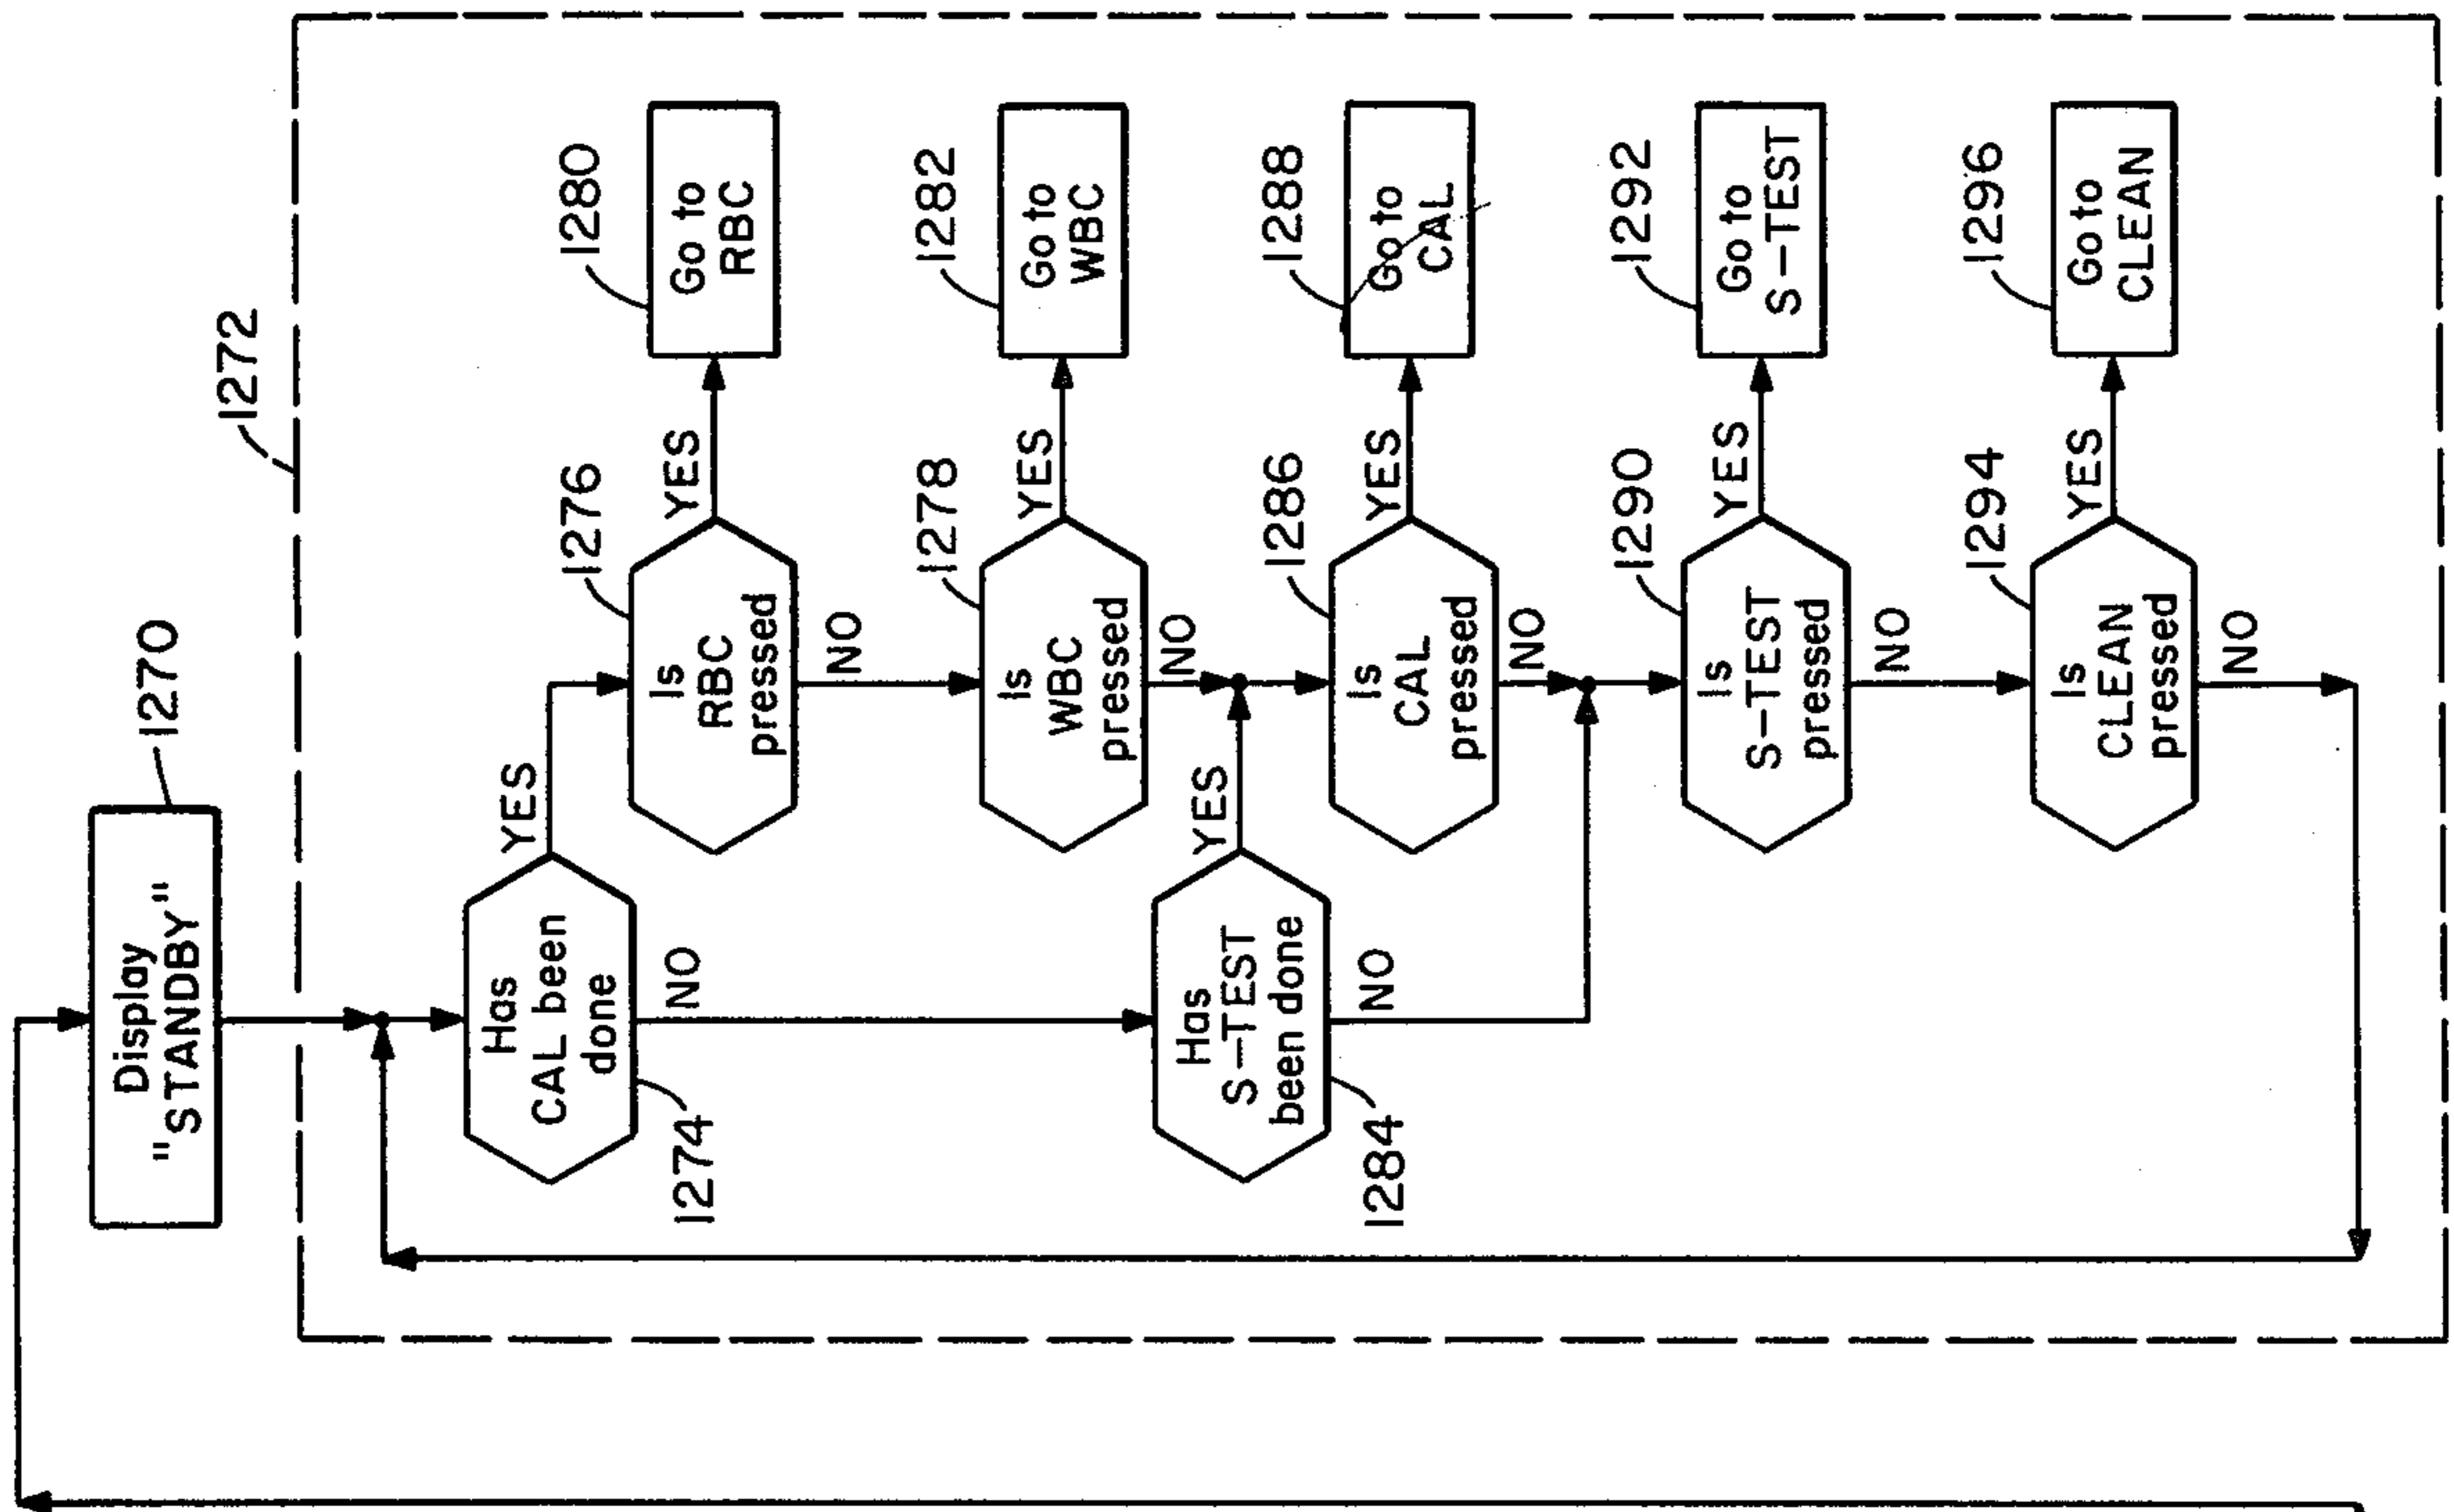 Display
"STANDBY"
1270
1272
Has
CAL been
done
1274
YES
NO
Is
RBC
pressed
1276
YES
NO
Go to
RBC
1280
Is
WBC
pressed
1278
YES
NO
Go to
WBC
1282
Has
S-TEST
been done
1284
YES
NO
Is
CAL
pressed
1286
YES
NO
Go to
CAL
1288
Is
S-TEST
pressed
1290
YES
NO
Go to
S-TEST
1292
Is
CLEAN
pressed
1294
YES
NO
Go to
CLEAN
1296